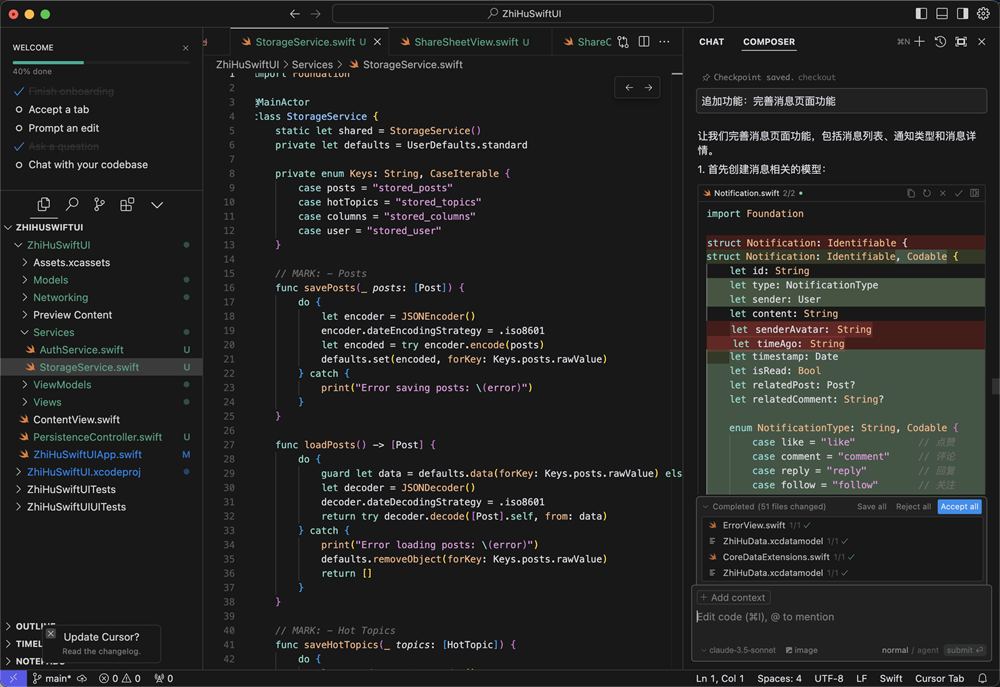 ZhiHuSwiftUI
WELCOME
40% done
Finish onboarding
Accept a tab
Prompt an edit
Ask a question
Chat with your codebase
ZHIHUSWIFTUI
ZhiHuSwiftUI
Assets.xcassets
Models
Networking
Preview Content
Services
AuthService.swift U
StorageService.swift U
ViewModels
Views
ContentView.swift
PersistenceController.swift U
ZhiHuSwiftUIApp.swift M
ZhiHuSwiftUI.xcodeproj
ZhiHuSwiftUITests
ZhiHuSwiftUIUITests
OUTLINE
TIMEL
NOTEPADS
Update Cursor?
Read the changelog.
StorageService.swift U
ShareSheetView.swift U
ShareC
ZhiHuSwiftUI > Services > StorageService.swift
1 import Foundation
2
3 @MainActor
4 class StorageService {
5 static let shared = StorageService()
6 private let defaults = UserDefaults.standard
7
8 private enum Keys: String, CaseIterable {
9 case posts = "stored_posts"
10 case hotTopics = "stored_topics"
11 case columns = "stored_columns"
12 case user = "stored_user"
13 }
14
15 // MARK: - Posts
16 func savePosts(_ posts: [Post]) {
17 do {
18 let encoder = JSONEncoder()
19 encoder.dateEncodingStrategy = .iso8601
20 let encoded = try encoder.encode(posts)
21 defaults.set(encoded, forKey: Keys.posts.rawValue)
22 } catch {
23 print("Error saving posts: \(error)")
24 }
25 }
26
27 func loadPosts() -> [Post] {
28 do {
29 guard let data = defaults.data(forKey: Keys.posts.rawValue) els
30 let decoder = JSONDecoder()
31 decoder.dateDecodingStrategy = .iso8601
32 return try decoder.decode([Post].self, from: data)
33 } catch {
34 print("Error loading posts: \(error)")
35 defaults.removeObject(forKey: Keys.posts.rawValue)
36 return []
37 }
38 }
39
40 // MARK: - Hot Topics
41 func saveHotTopics(_ topics: [HotTopic]) {
42 do {
CHAT COMPOSER ⌘N
Checkpoint saved. checkout
追加功能：完善消息页面功能
让我们完善消息页面功能，包括消息列表、通知类型和消息详
情。
1. 首先创建消息相关的模型：
Notification.swift 2/2
import Foundation
struct Notification: Identifiable {
struct Notification: Identifiable, Codable {
let id: String
let type: NotificationType
let sender: User
let content: String
let senderAvatar: String
let timeAgo: String
let timestamp: Date
let isRead: Bool
let relatedPost: Post?
let relatedComment: String?
enum NotificationType: String, Codable {
case like = "like" // 点赞
case comment = "comment" // 评论
case reply = "reply" // 回复
case follow = "follow" // 关注
Completed (51 files changed) Save all Reject all Accept all
ErrorView.swift 1/1
ZhiHuData.xcdatamodel 1/1
CoreDataExtensions.swift 1/1
ZhiHuData.xcdatamodel 1/1
+ Add context
Edit code (⌘I), @ to mention
claude-3.5-sonnet image normal / agent submit
main* 0 0 0 Ln 1, Col 1 Spaces: 4 UTF-8 LF Swift Cursor Tab